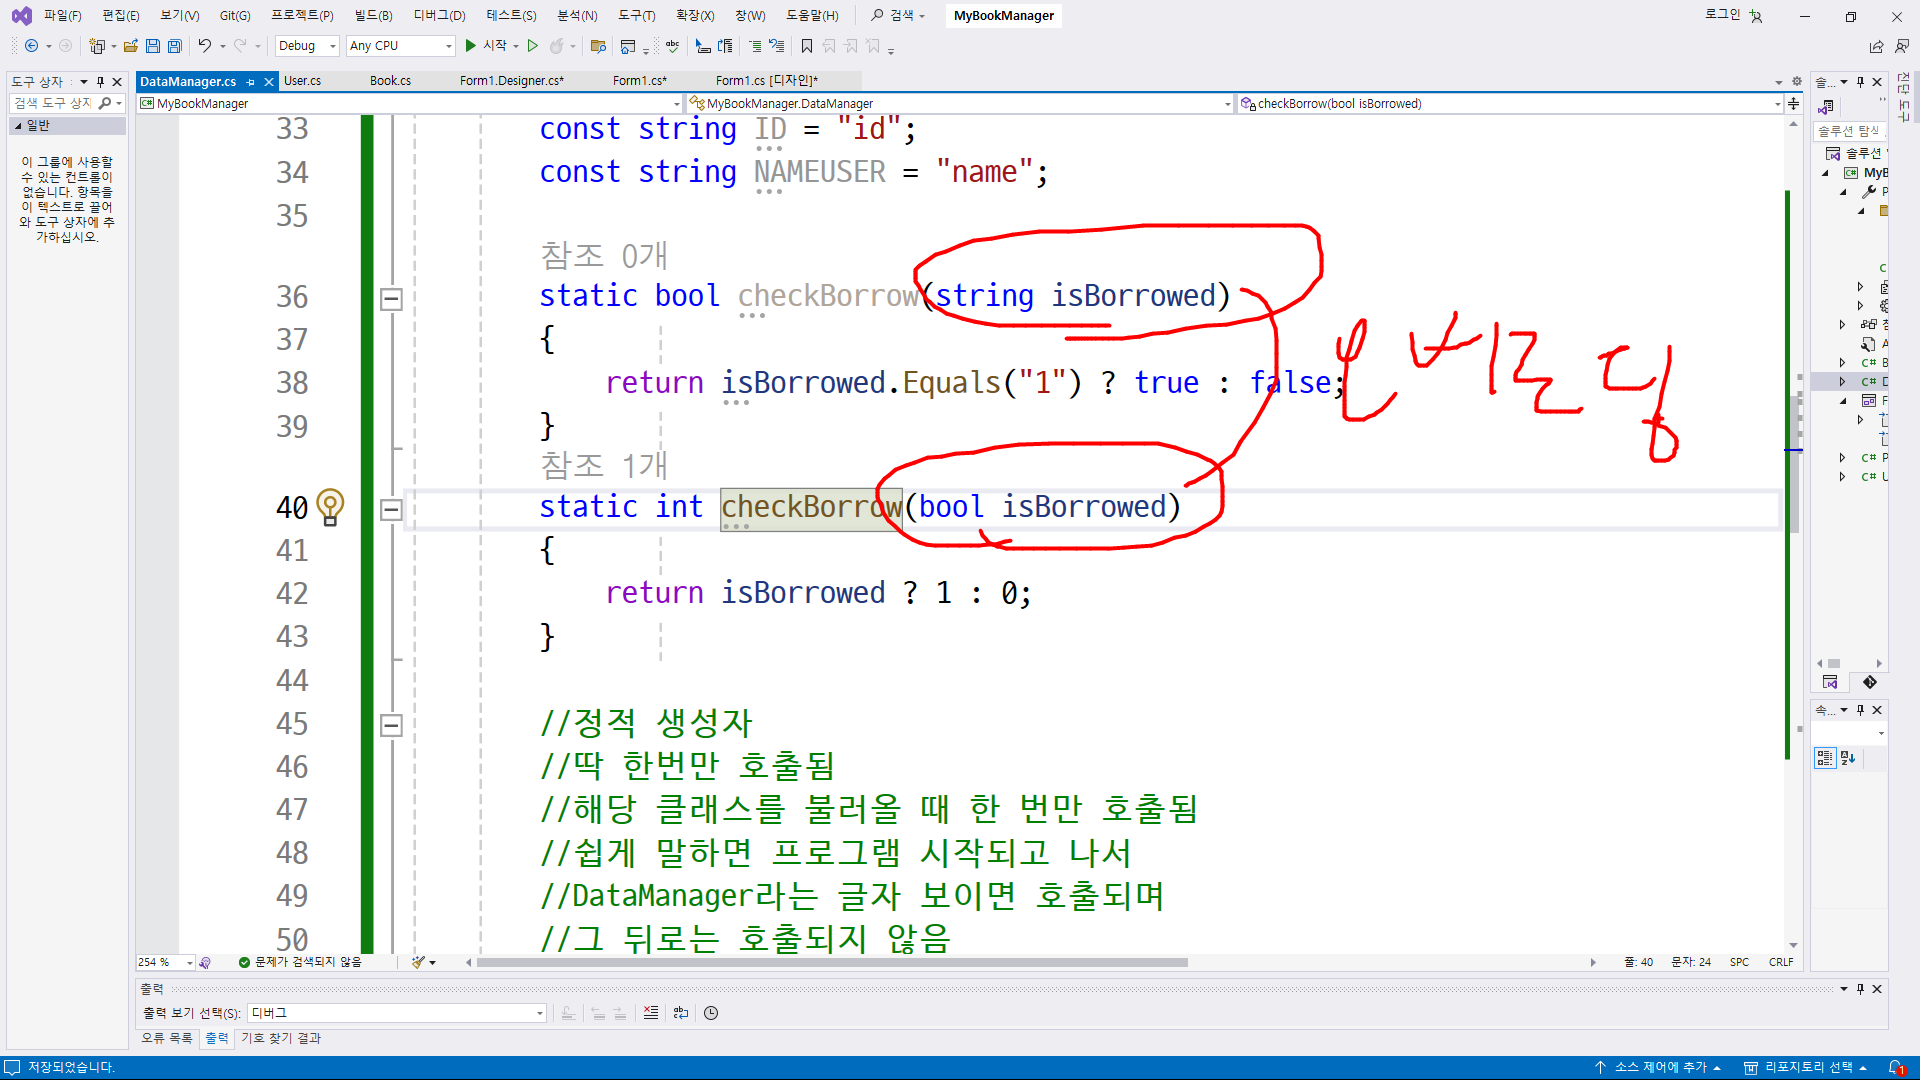 파일(F) 편집(E) 보기(V) Git(G) 프로젝트(P) 빌드(B) 디버그(D) 테스트(S) 분석(N) 도구(T) 확장(X) 창(W) 도움말(H) 검색 MyBookManager 로그인
Debug Any CPU 시작
도구 상자
검색 도구 상자
일반
이 그룹에 사용할
수 있는 컨트롤이
없습니다. 항목을
이 텍스트로 끌어
와 도구 상자에 추
가하십시오.
DataManager.cs User.cs Book.cs Form1.Designer.cs* Form1.cs* Form1.cs [디자인]*
MyBookManager MyBookManager.DataManager checkBorrow(bool isBorrowed)
33 const string ID = "id";
34 const string NAMEUSER = "name";
35
참조 0개
36 static bool checkBorrow(string isBorrowed)
37 {
38 return isBorrowed.Equals("1") ? true : false;
39 }
참조 1개
40 static int checkBorrow(bool isBorrowed)
41 {
42 return isBorrowed ? 1 : 0;
43 }
44
45 //정적 생성자
46 //딱 한번만 호출됨
47 //해당 클래스를 불러올 때 한 번만 호출됨
48 //쉽게 말하면 프로그램 시작되고 나서
49 //DataManager라는 글자 보이면 호출되며
50 //그 뒤로는 호출되지 않음
254 % 문제가 검색되지 않음 줄: 40 문자: 24 SPC CRLF
출력
출력 보기 선택(S): 디버그
오류 목록 출력 기호 찾기 결과
저장되었습니다. 소스 제어에 추가 리포지토리 선택 1
솔...
솔루션 탐색
솔루션 '
MyB
속...
진단 도구